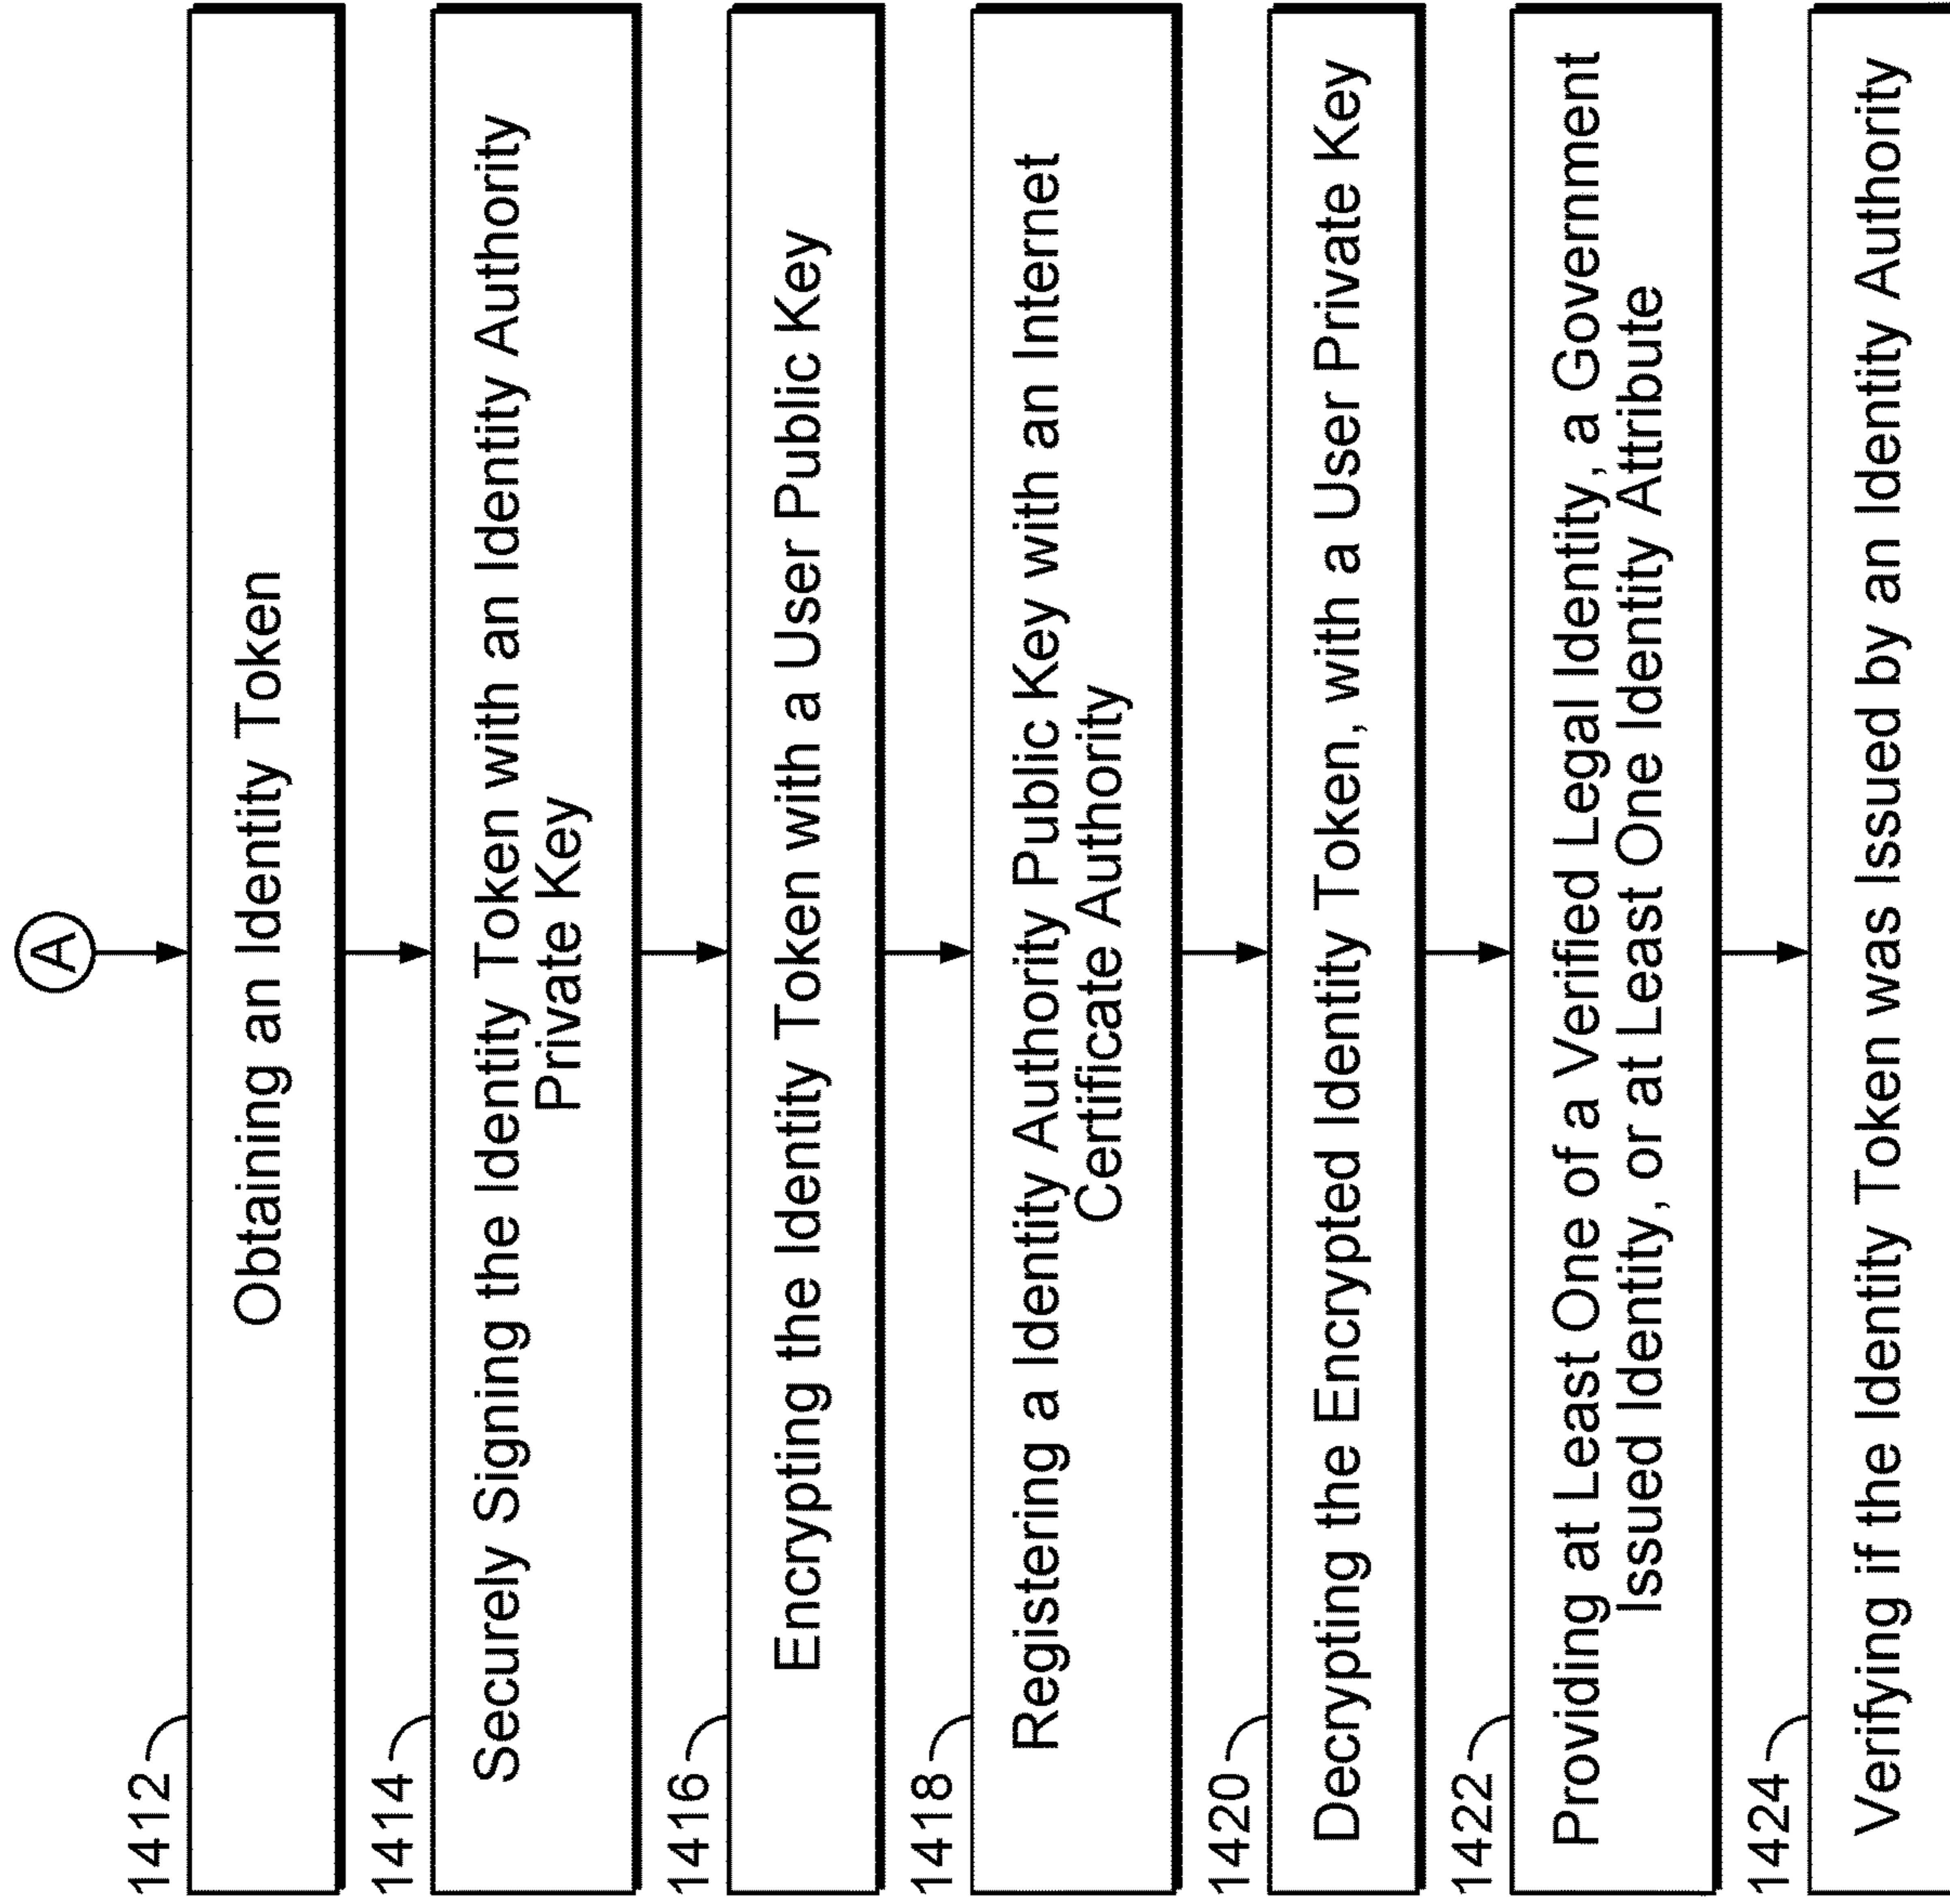 A
1412
Obtaining an Identity Token
1414
Securely Signing the Identity Token with an Identity Authority
Private Key
1416
Encrypting the Identity Token with a User Public Key
1418
Registering a Identity Authority Public Key with an Internet
Certificate Authority
1420
Decrypting the Encrypted Identity Token, with a User Private Key
1422
Providing at Least One of a Verified Legal Identity, a Government
Issued Identity, or at Least One Identity Attribute
1424
Verifying if the Identity Token was Issued by an Identity Authority